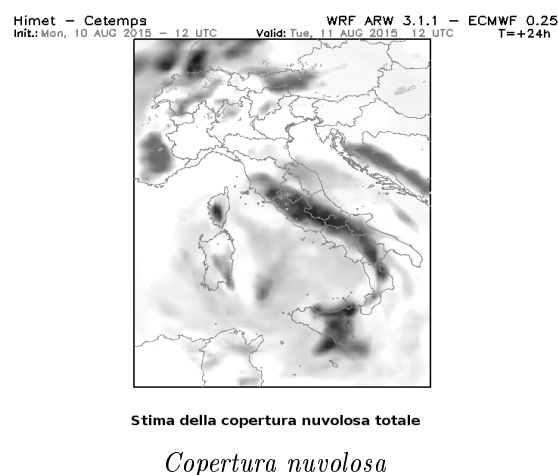 Himet – Cetemps
WRF ARW 3.1.1 – ECMWF 0.25
Init.: Mon, 10 AUG 2015 – 12 UTC
Valid: Tue, 11 AUG 2015 12 UTC
T=+24h
Stima della copertura nuvolosa totale
Copertura nuvolosa